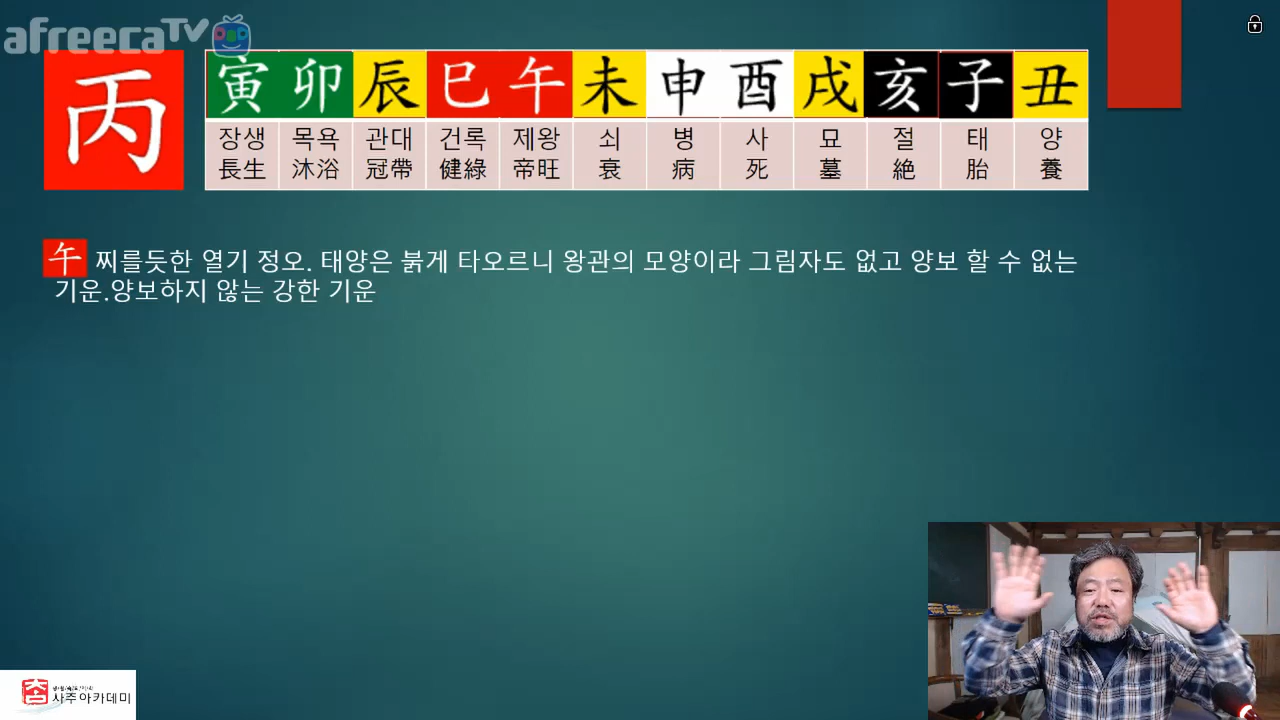 afreecaTV
丙
寅 卯 辰 巳 午 未 申 酉 戌 亥 子 丑
장생 목욕 관대 건록 제왕 쇠 병 사 묘 절 태 양
長生 沐浴 冠帶 健綠 帝旺 衰 病 死 墓 絶 胎 養
午 찌를듯한 열기 정오. 태양은 붉게 타오르니 왕관의 모양이라 그림자도 없고 양보 할 수 없는
기운.양보하지 않는 강한 기운
사주아카데미